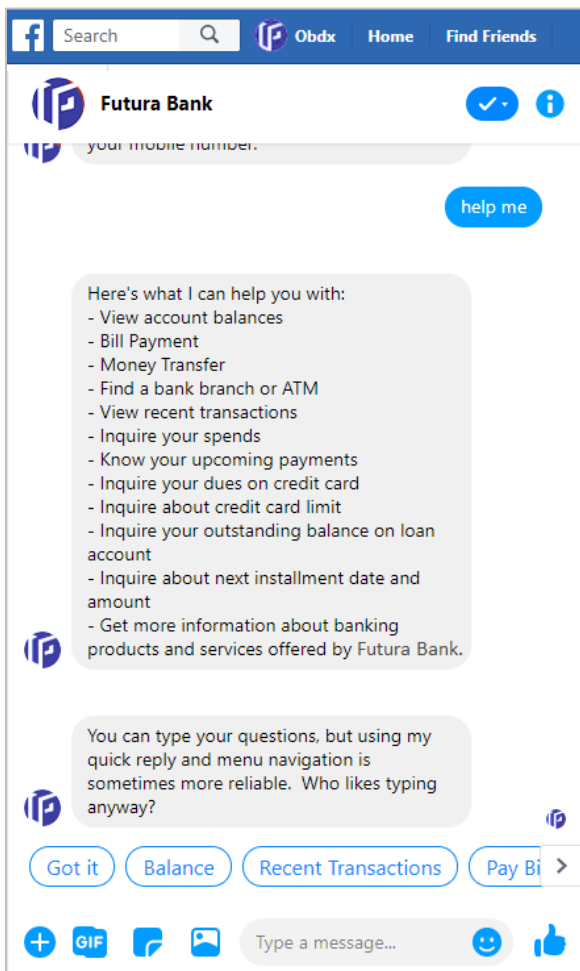 f Search Obdx Home Find Friends
Futura Bank
your mobile number.
help me
Here's what I can help you with:
- View account balances
- Bill Payment
- Money Transfer
- Find a bank branch or ATM
- View recent transactions
- Inquire your spends
- Know your upcoming payments
- Inquire your dues on credit card
- Inquire about credit card limit
- Inquire your outstanding balance on loan
account
- Inquire about next installment date and
amount
- Get more information about banking
products and services offered by Futura Bank.
You can type your questions, but using my
quick reply and menu navigation is
sometimes more reliable.  Who likes typing
anyway?
Got it Balance Recent Transactions Pay Bi
GIF Type a message...